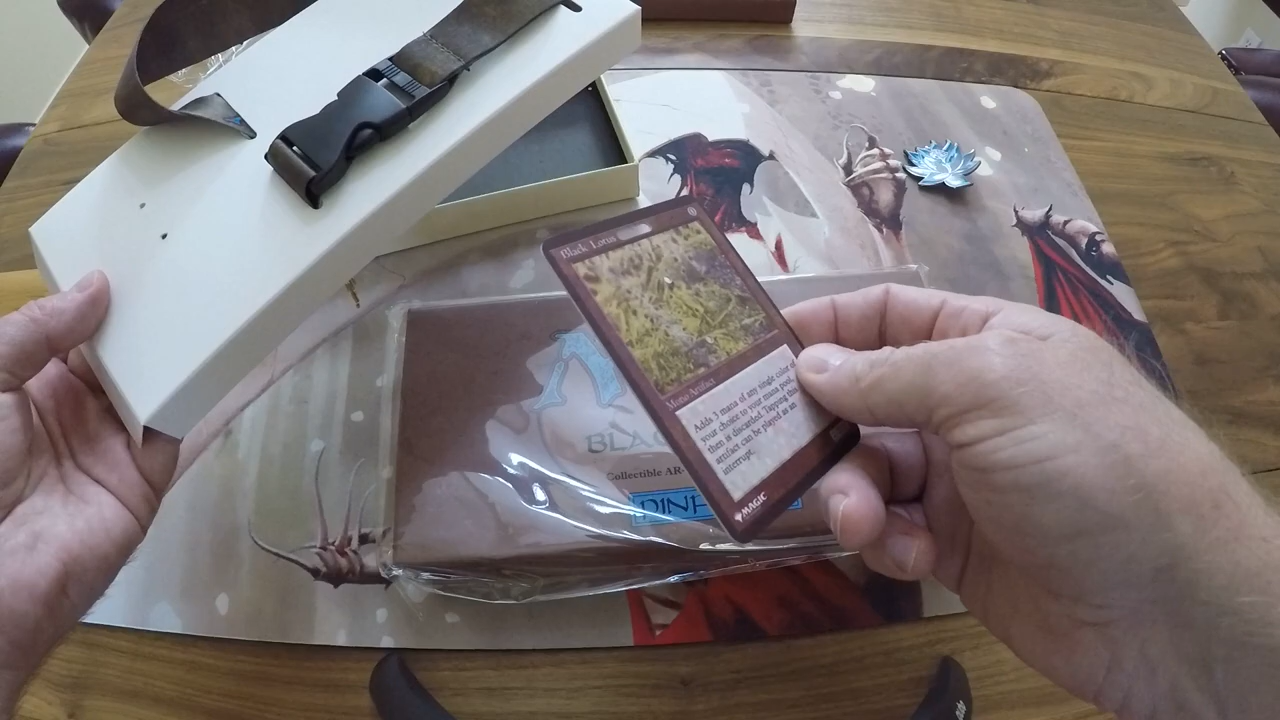 Black Lotus
0
Mono Artifact
Adds 3 mana of any single color of
your choice to your mana pool,
then is discarded. Tapping this
artifact can be played as an
interrupt.
MAGIC
Collectible AR